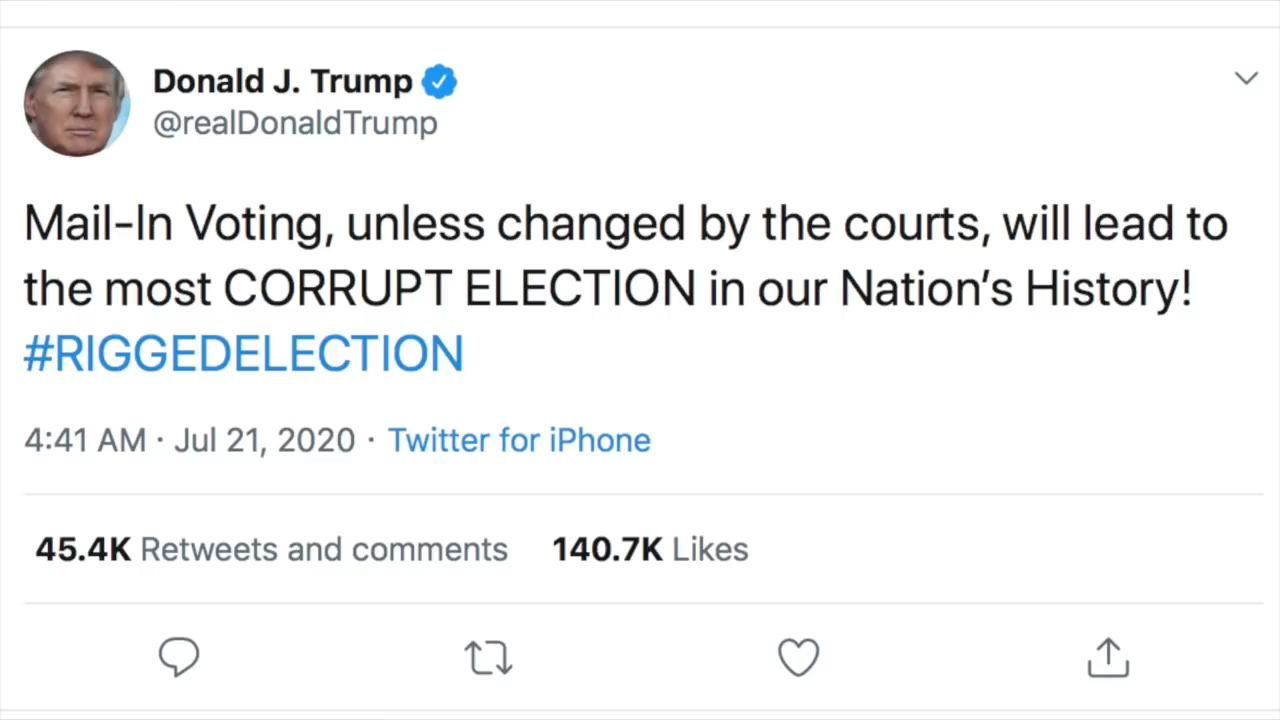 Donald J. Trump
@realDonaldTrump
Mail-In Voting, unless changed by the courts, will lead to
the most CORRUPT ELECTION in our Nation’s History!
#RIGGEDELECTION
4:41 AM · Jul 21, 2020 · Twitter for iPhone
45.4K Retweets and comments 140.7K Likes